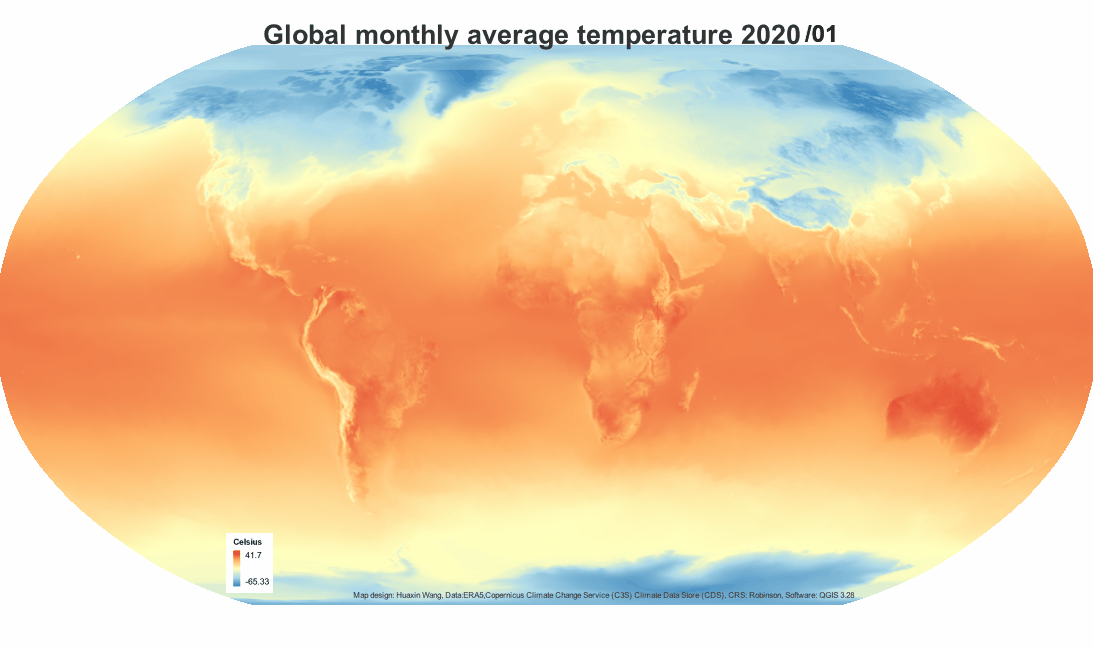 Global monthly average temperature 2020 /01
Celsius
41.7
-65.33
Map design: Huaxin Wang, Data:ERA5,Copernicus Climate Change Service (C3S) Climate Data Store (CDS), CRS: Robinson, Software: QGIS 3.28